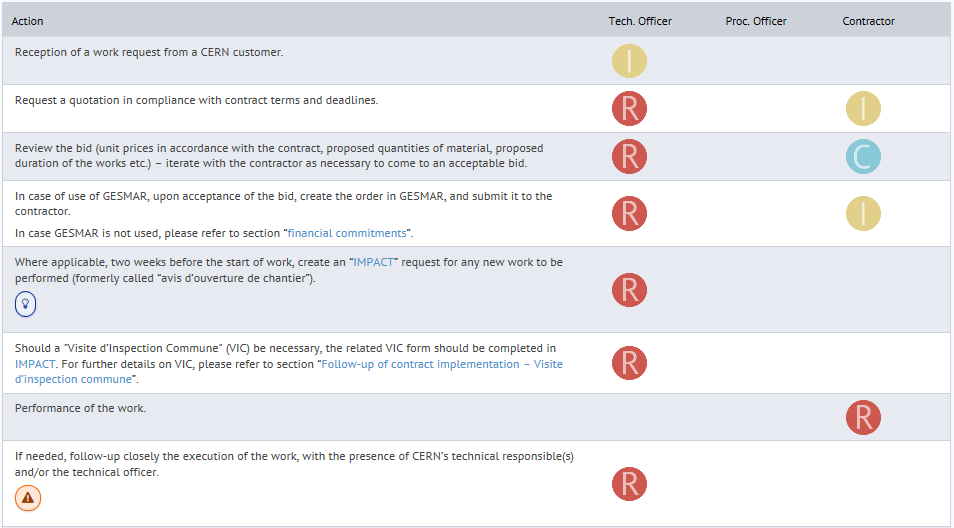 Action Tech. Officer Proc. Officer Contractor
Reception of a work request from a CERN customer.
I
Request a quotation in compliance with contract terms and deadlines.
R I
Review the bid (unit prices in accordance with the contract, proposed quantities of material, proposed
duration of the works etc.) – iterate with the contractor as necessary to come to an acceptable bid.
R C
In case of use of GESMAR, upon acceptance of the bid, create the order in GESMAR, and submit it to the
contractor.
R I
In case GESMAR is not used, please refer to section “financial commitments”.
Where applicable, two weeks before the start of work, create an “IMPACT” request for any new work to be
performed (formerly called “avis d’ouverture de chantier”).
R
Should a "Visite d’Inspection Commune" (VIC) be necessary, the related VIC form should be completed in
IMPACT. For further details on VIC, please refer to section “Follow-up of contract implementation – Visite
d’inspection commune”.
R
Performance of the work.
R
If needed, follow-up closely the execution of the work, with the presence of CERN’s technical responsible(s)
and/or the technical officer.
R